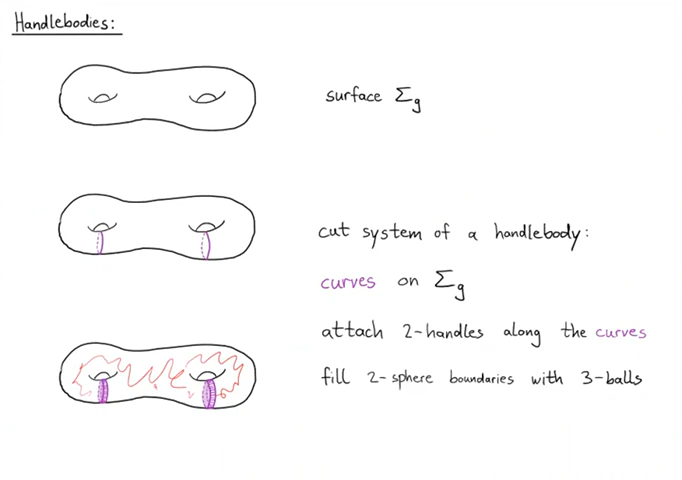 Handlebodies:
surface Σg
cut system of a handlebody:
curves on Σg
attach 2-handles along the curves
fill 2-sphere boundaries with 3-balls